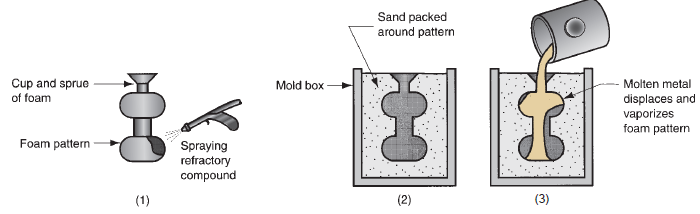 Cup and sprue
of foam
Foam pattern
Spraying
refractory
compound
(1)
Sand packed
around pattern
Mold box
(2)
Molten metal
displaces and
vaporizes
foam pattern
(3)